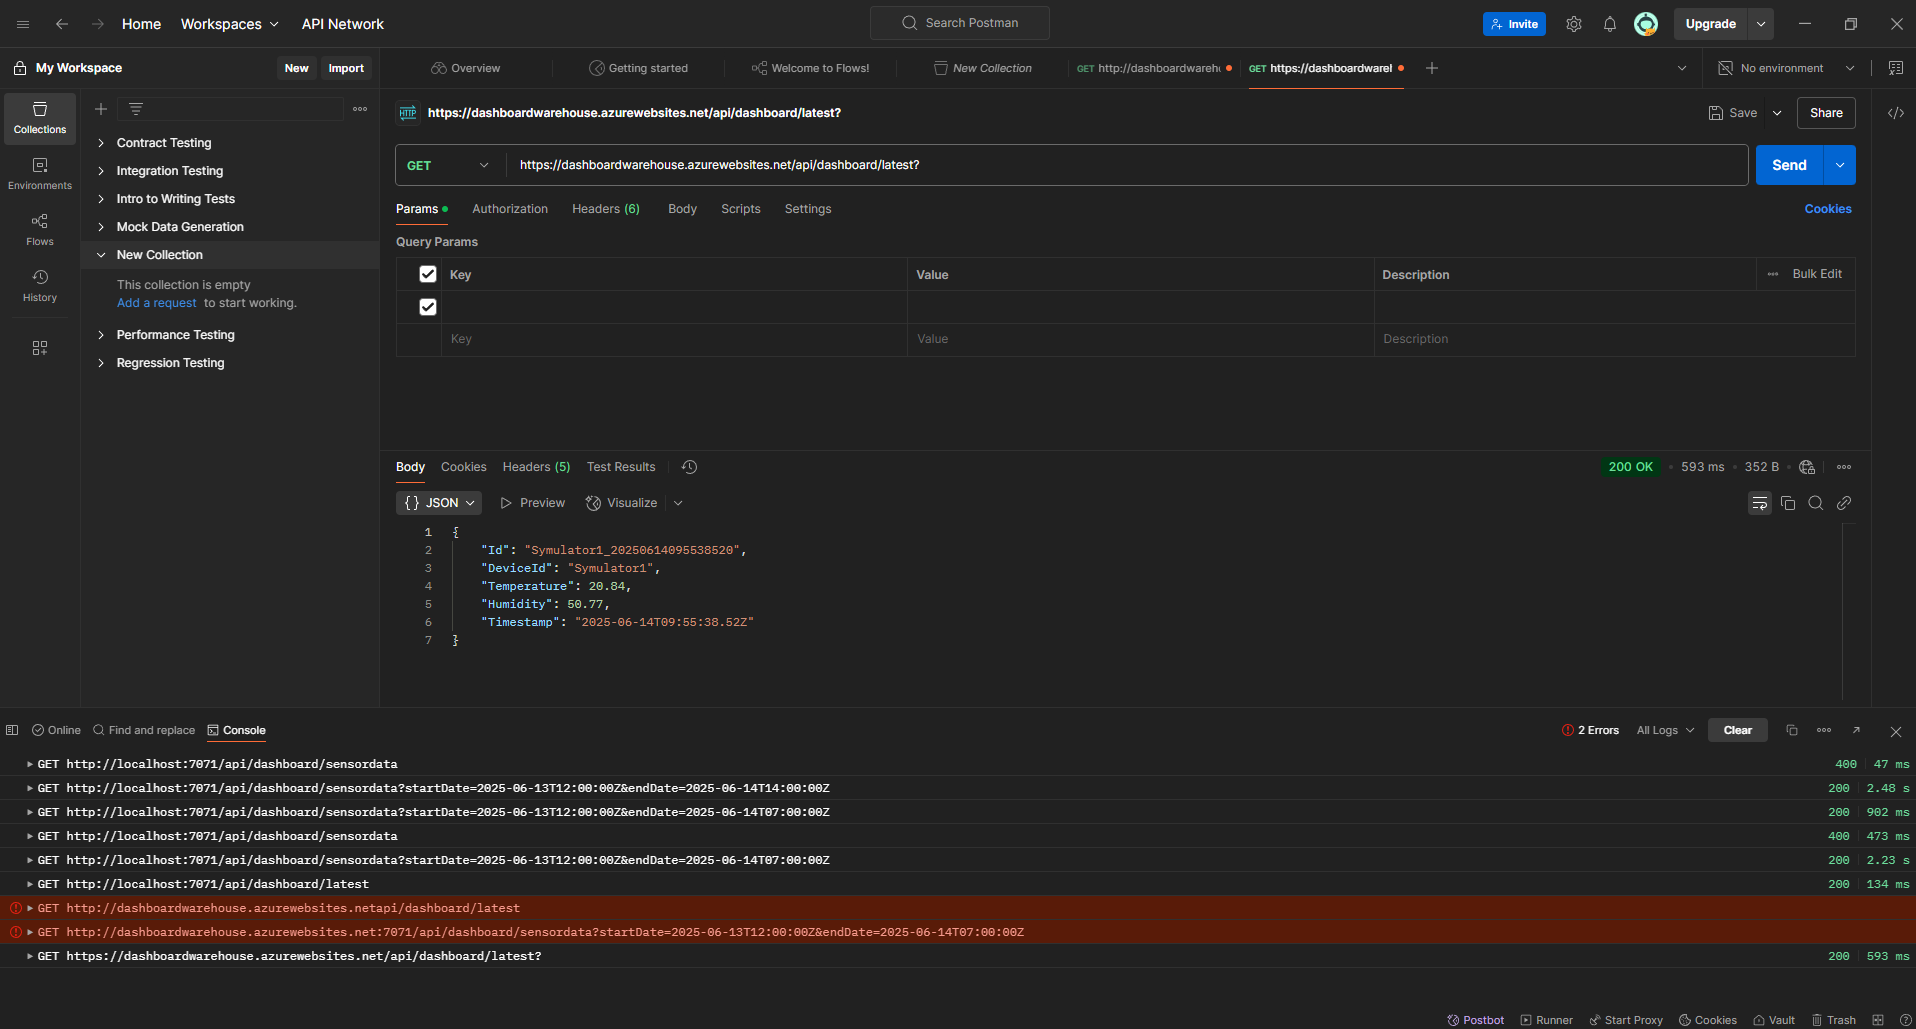 Home Workspaces API Network Search Postman Invite Upgrade
My Workspace New Import Overview Getting started Welcome to Flows! New Collection GET http://dashboardwareh GET https://dashboardwarel No environment
Collections
Environments
Flows
History
Contract Testing
Integration Testing
Intro to Writing Tests
Mock Data Generation
New Collection
This collection is empty
Add a request to start working.
Performance Testing
Regression Testing
HTTP https://dashboardwarehouse.azurewebsites.net/api/dashboard/latest? Save Share
GET https://dashboardwarehouse.azurewebsites.net/api/dashboard/latest? Send
Params Authorization Headers (6) Body Scripts Settings Cookies
Query Params
Key Value Description Bulk Edit
Key Value Description
Body Cookies Headers (5) Test Results 200 OK 593 ms 352 B
{} JSON Preview Visualize
1 {
2 "Id": "Symulator1_20250614095538520",
3 "DeviceId": "Symulator1",
4 "Temperature": 20.84,
5 "Humidity": 50.77,
6 "Timestamp": "2025-06-14T09:55:38.52Z"
7 }
Online Find and replace Console 2 Errors All Logs Clear
GET http://localhost:7071/api/dashboard/sensordata 400 47 ms
GET http://localhost:7071/api/dashboard/sensordata?startDate=2025-06-13T12:00:00Z&endDate=2025-06-14T14:00:00Z 200 2.48 s
GET http://localhost:7071/api/dashboard/sensordata?startDate=2025-06-13T12:00:00Z&endDate=2025-06-14T07:00:00Z 200 902 ms
GET http://localhost:7071/api/dashboard/sensordata 400 473 ms
GET http://localhost:7071/api/dashboard/sensordata?startDate=2025-06-13T12:00:00Z&endDate=2025-06-14T07:00:00Z 200 2.23 s
GET http://localhost:7071/api/dashboard/latest 200 134 ms
GET http://dashboardwarehouse.azurewebsites.netapi/dashboard/latest
GET http://dashboardwarehouse.azurewebsites.net:7071/api/dashboard/sensordata?startDate=2025-06-13T12:00:00Z&endDate=2025-06-14T07:00:00Z
GET https://dashboardwarehouse.azurewebsites.net/api/dashboard/latest? 200 593 ms
Postbot Runner Start Proxy Cookies Vault Trash